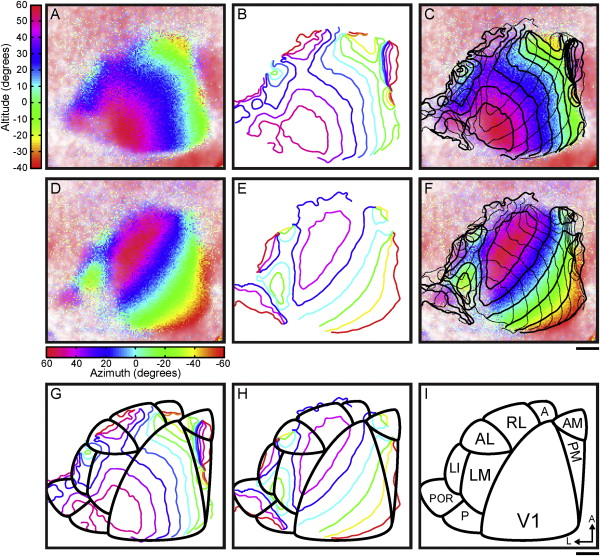 60
50
40
30
20
10
0
-10
-20
-30
-40
Altitude (degrees)
A
B
C
D
E
F
60 40 20 0 -20 -40 -60
Azimuth (degrees)
G
H
I
A
RL
AM
AL
PM
LI
LM
POR
P
V1
A
L